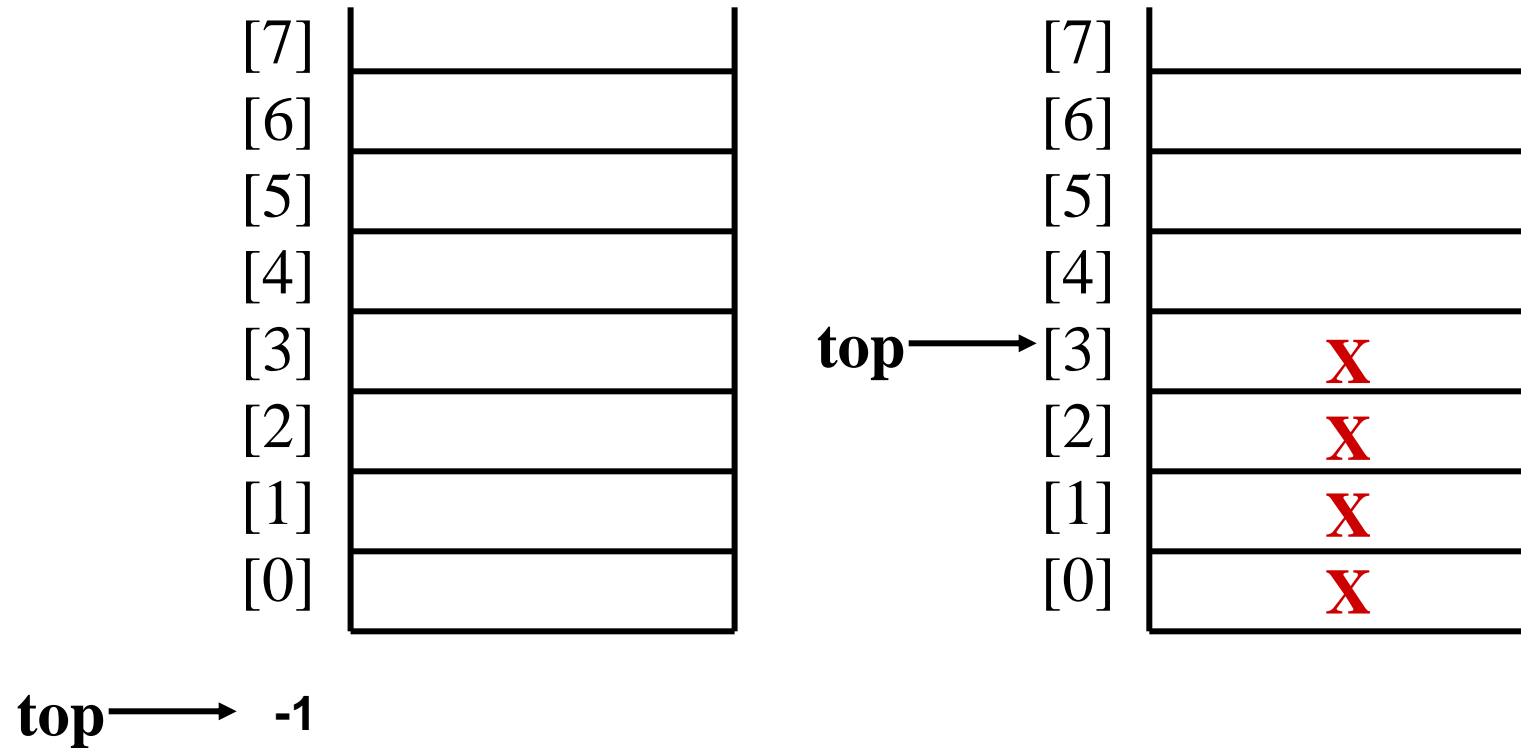 [7] [7]
[6] [6]
[5] [5]
[4] [4]
[3] top [3] X
[2] [2] X
[1] [1] X
[0] [0] X
top -1